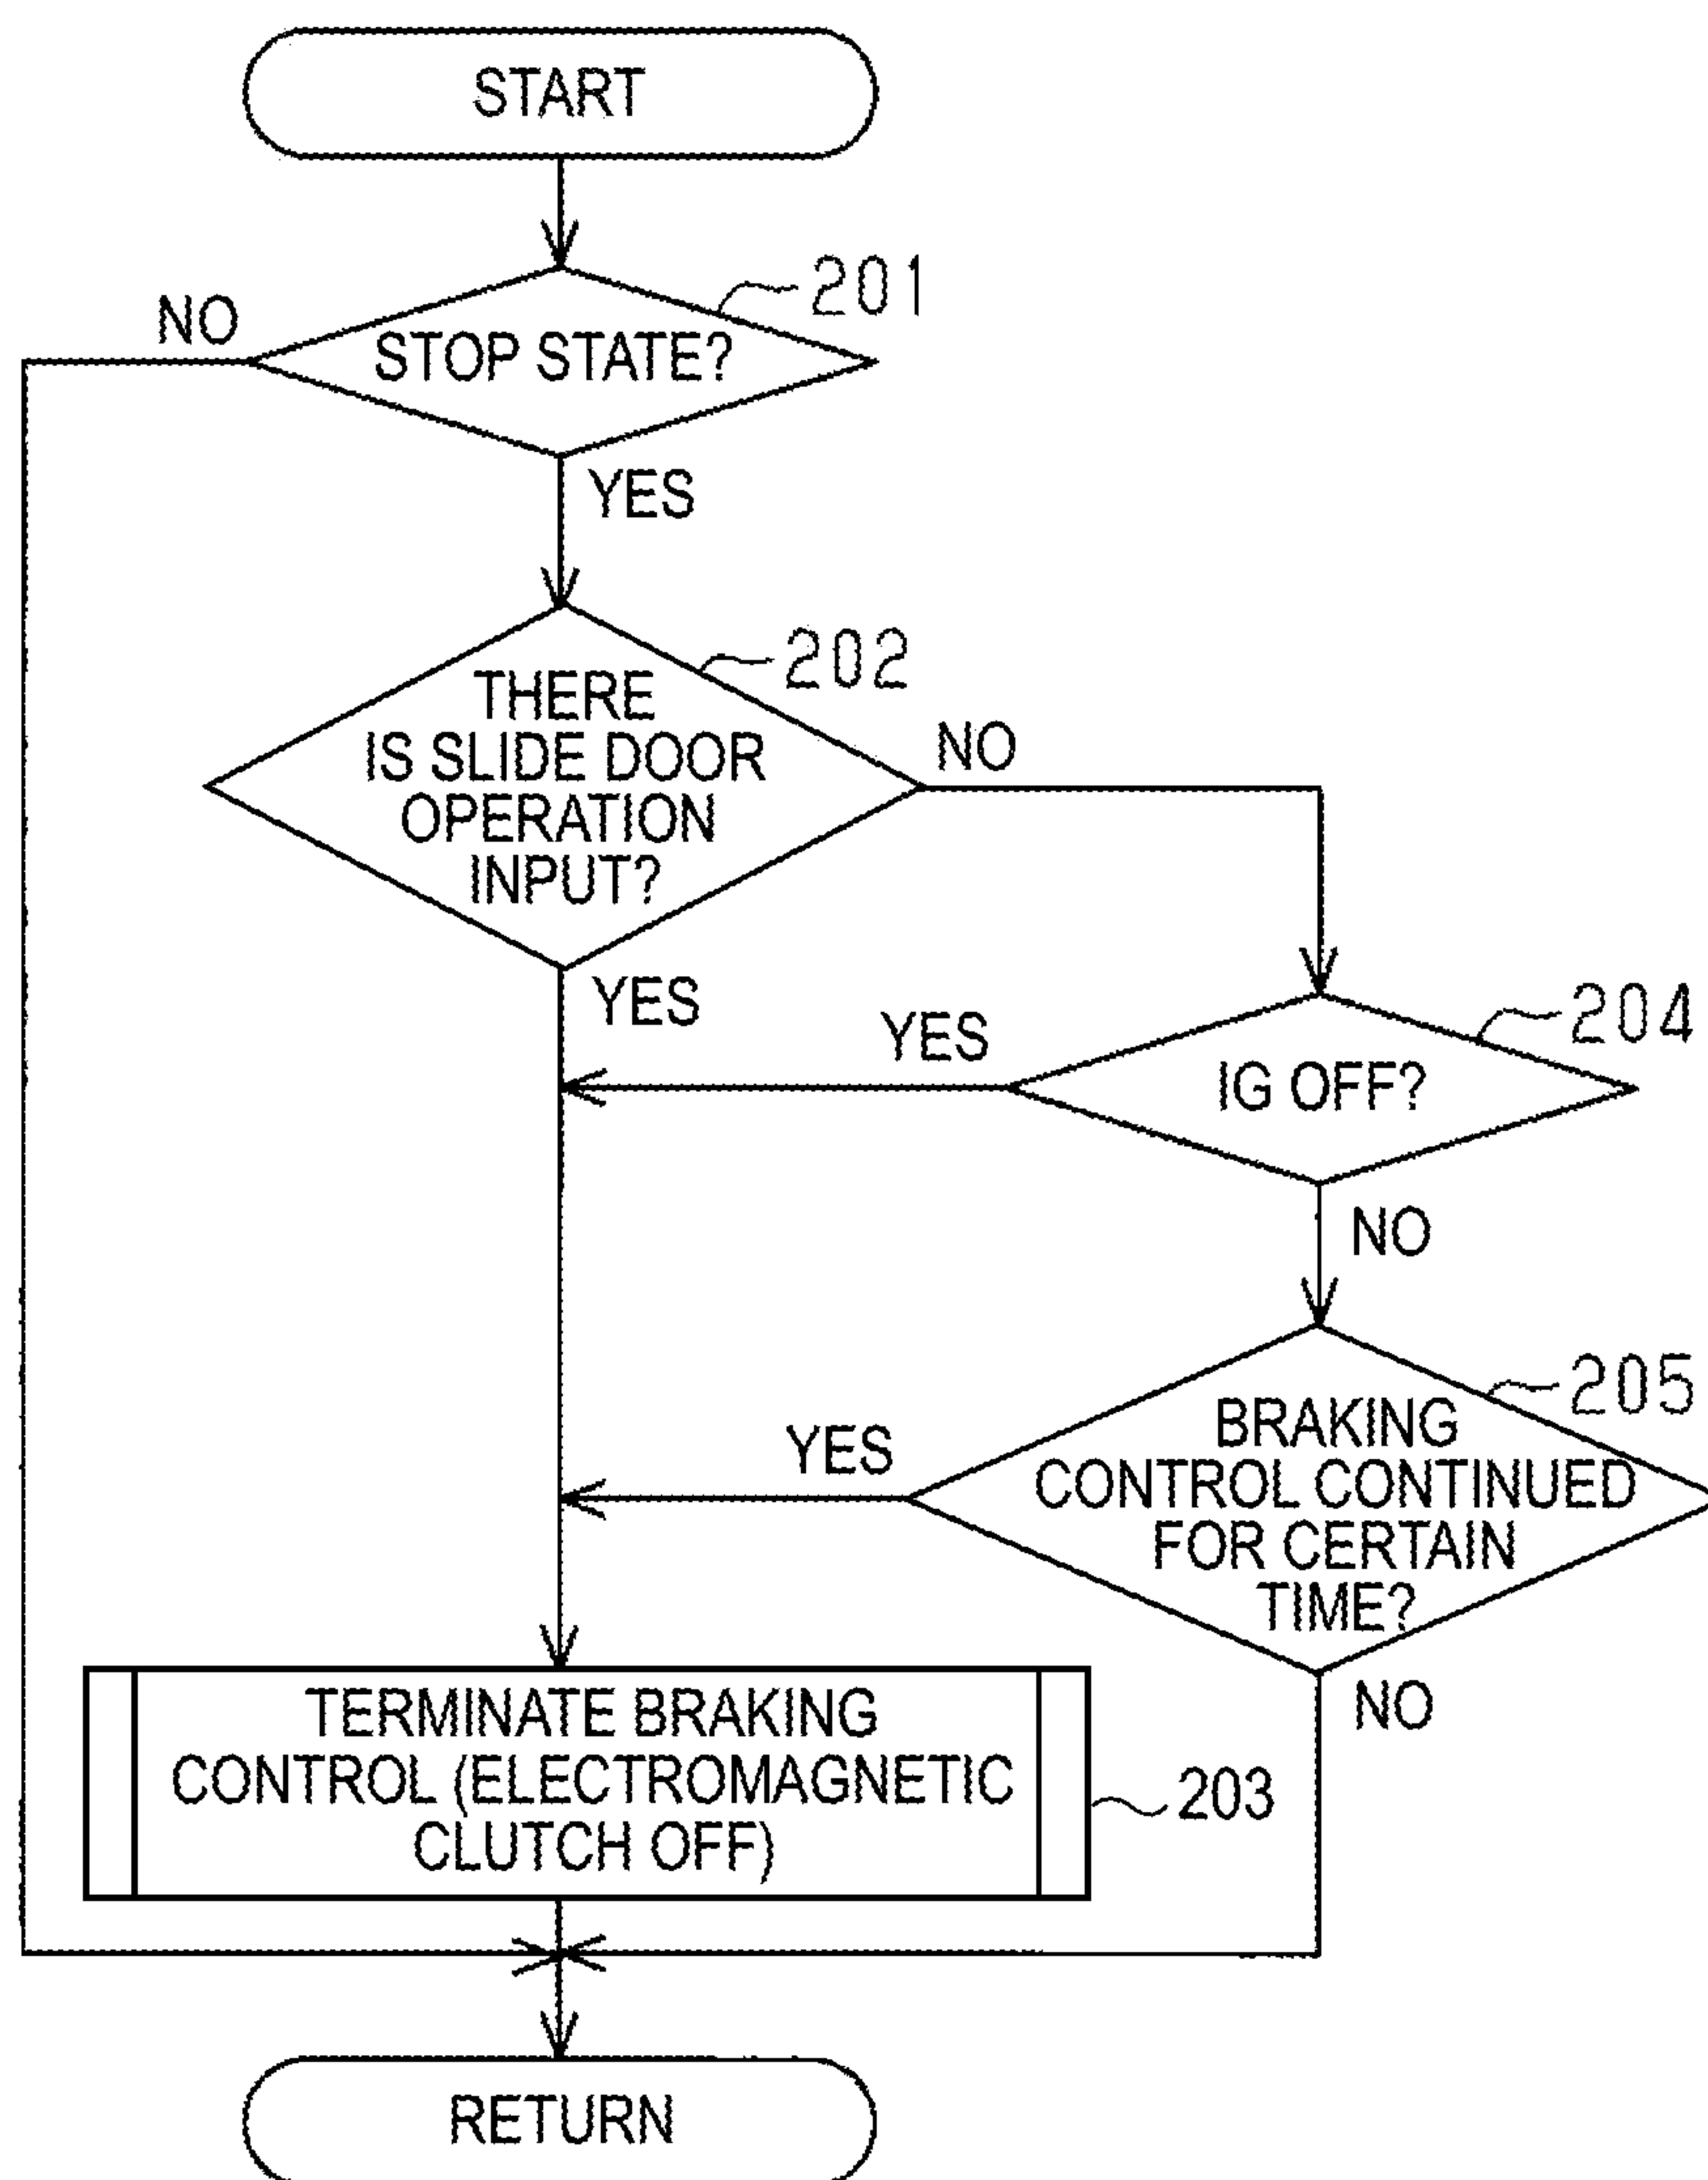 START
201
NO
STOP STATE?
YES
202
THERE
IS SLIDE DOOR
OPERATION
INPUT?
NO
YES
204
YES
IG OFF?
NO
205
BRAKING
CONTROL CONTINUED
FOR CERTAIN
TIME?
YES
NO
TERMINATE BRAKING
CONTROL (ELECTROMAGNETIC
CLUTCH OFF)
203
RETURN